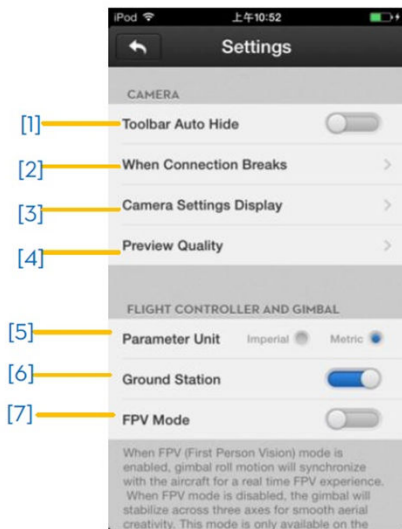 iPod 上午10:52
Settings
CAMERA
[1] Toolbar Auto Hide
[2] When Connection Breaks
[3] Camera Settings Display
[4] Preview Quality
FLIGHT CONTROLLER AND GIMBAL
[5] Parameter Unit Imperial Metric
[6] Ground Station
[7] FPV Mode
When FPV (First Person Vision) mode is
enabled, gimbal roll motion will synchronize
with the aircraft for a real time FPV experience.
When FPV mode is disabled, the gimbal will
stabilize across three axes for smooth aerial
creativity. This mode is only available on the